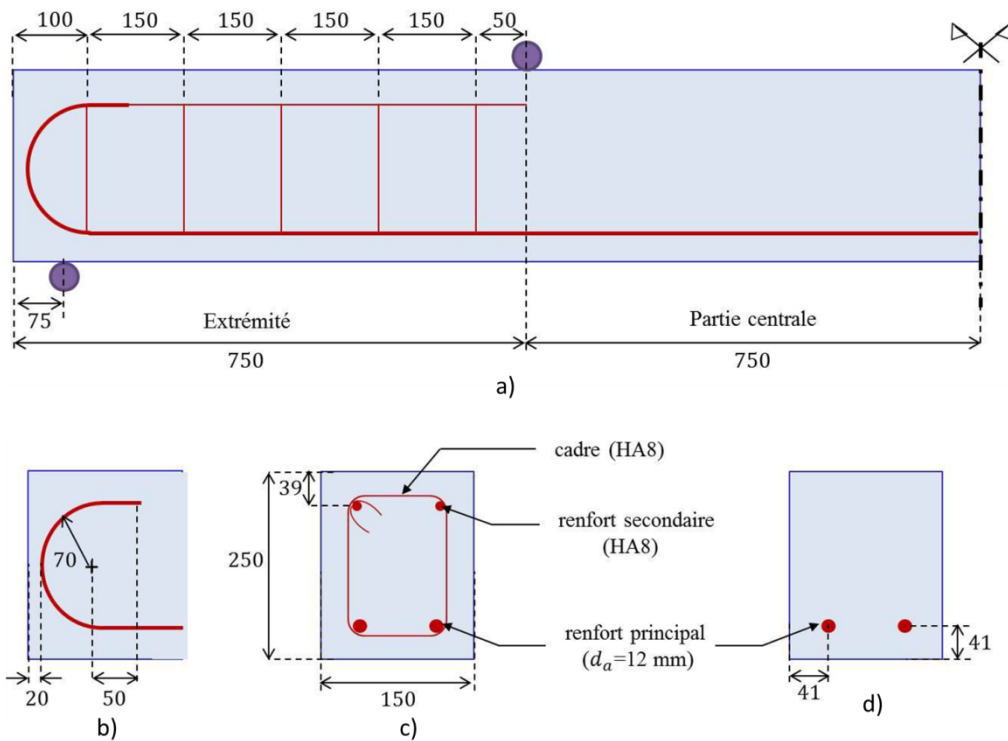 100 150 150 150 150 50
75
Extrémité
Partie centrale
750
750
a)
cadre (HA8)
39
renfort secondaire
(HA8)
70
250
renfort principal
(dₐ=12 mm)
41
20
50
150
41
b)
c)
d)